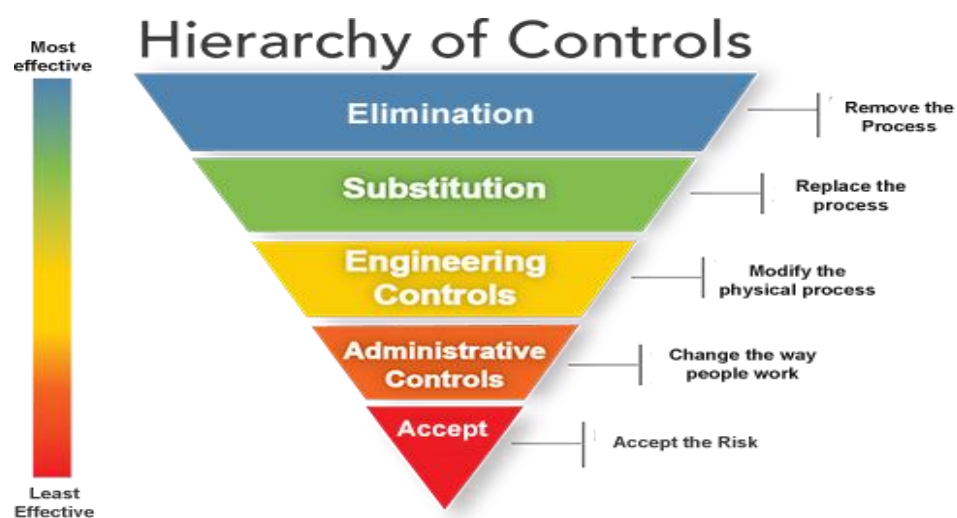 Hierarchy of Controls
Most
effective
Elimination
Remove the
Process
Substitution
Replace the
process
Engineering
Controls
Modify the
physical process
Administrative
Controls
Change the way
people work
Accept
Accept the Risk
Least
Effective